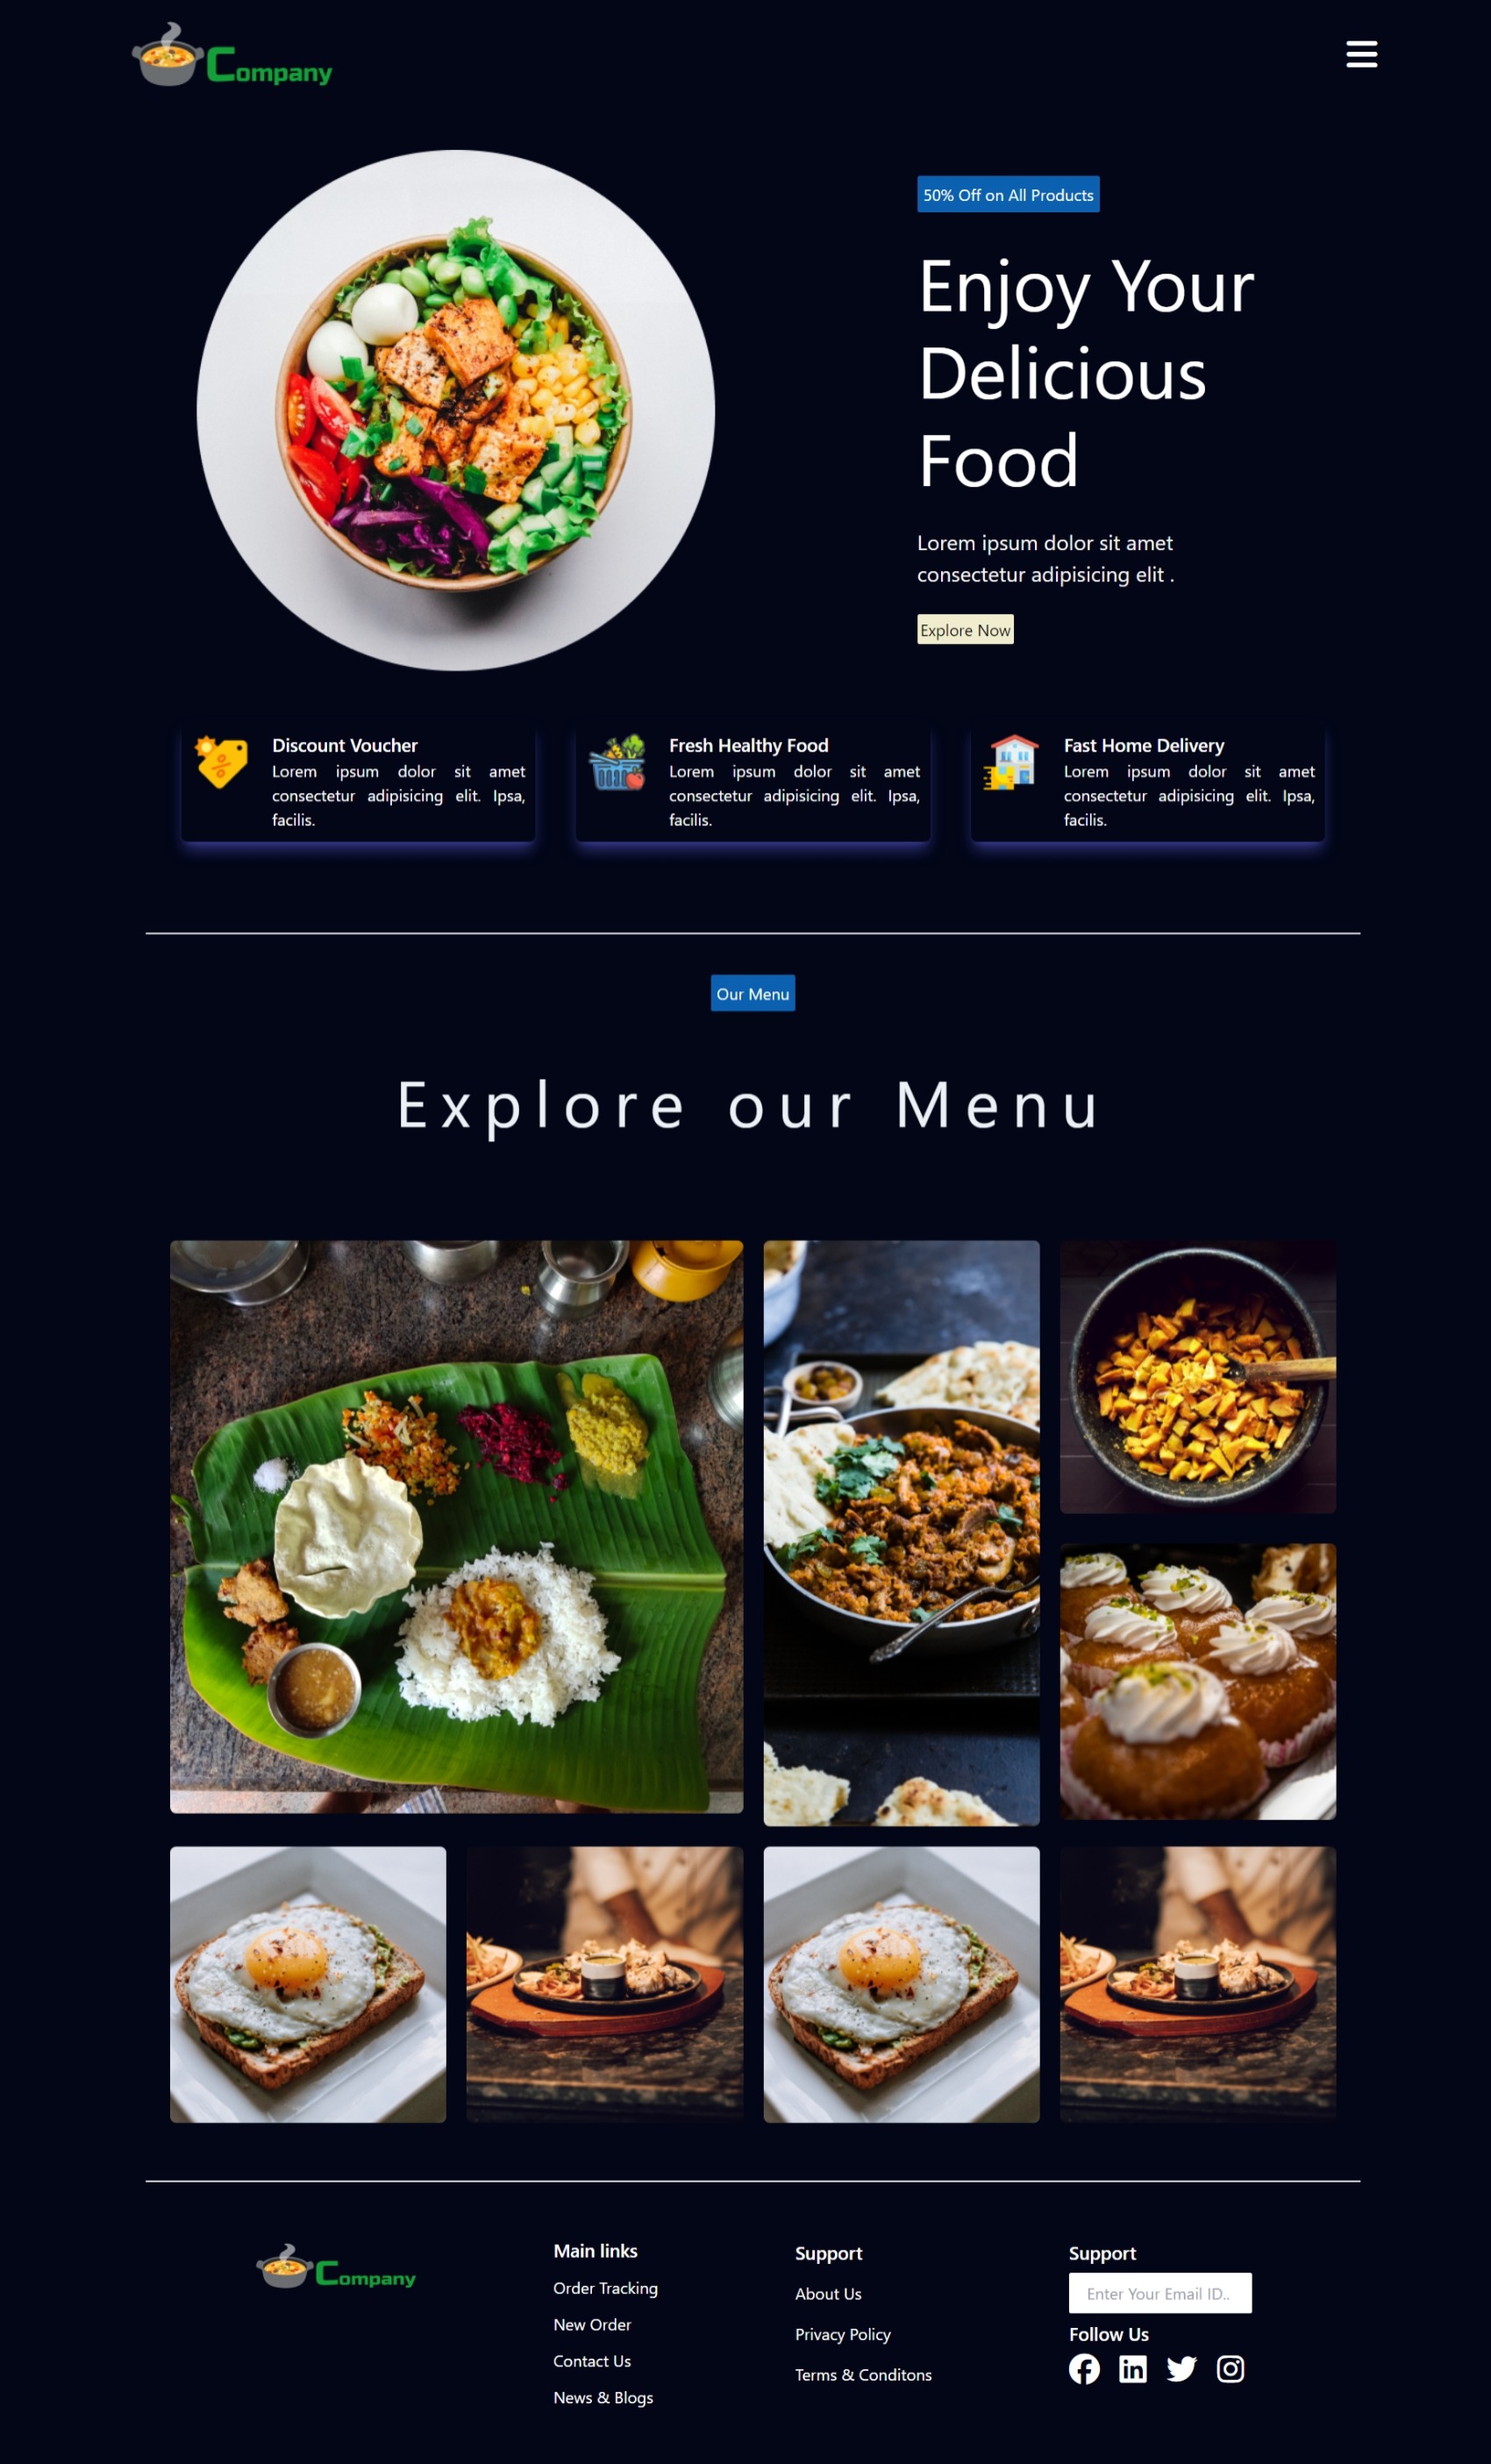 Company
50% Off on All Products
Enjoy Your
Delicious
Food
Lorem ipsum dolor sit amet
consectetur adipisicing elit .
Explore Now
Discount Voucher
Lorem ipsum dolor sit amet
consectetur adipisicing elit. Ipsa,
facilis.
Fresh Healthy Food
Lorem ipsum dolor sit amet
consectetur adipisicing elit. Ipsa,
facilis.
Fast Home Delivery
Lorem ipsum dolor sit amet
consectetur adipisicing elit. Ipsa,
facilis.
Our Menu
Explore our Menu
Company
Main links
Order Tracking
New Order
Contact Us
News & Blogs
Support
About Us
Privacy Policy
Terms & Conditons
Support
Enter Your Email ID..
Follow Us